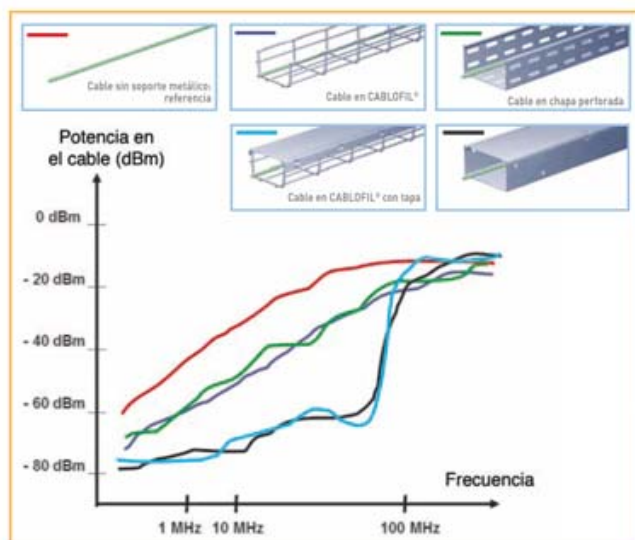 Cable sin soporte metálico:
referencia
Cable en CABLOFIL®
Cable en chapa perforada
Cable en CABLOFIL® con tapa
Potencia en
el cable (dBm)
0 dBm
- 20 dBm
- 40 dBm
- 60 dBm
- 80 dBm
Frecuencia
1 MHz
10 MHz
100 MHz